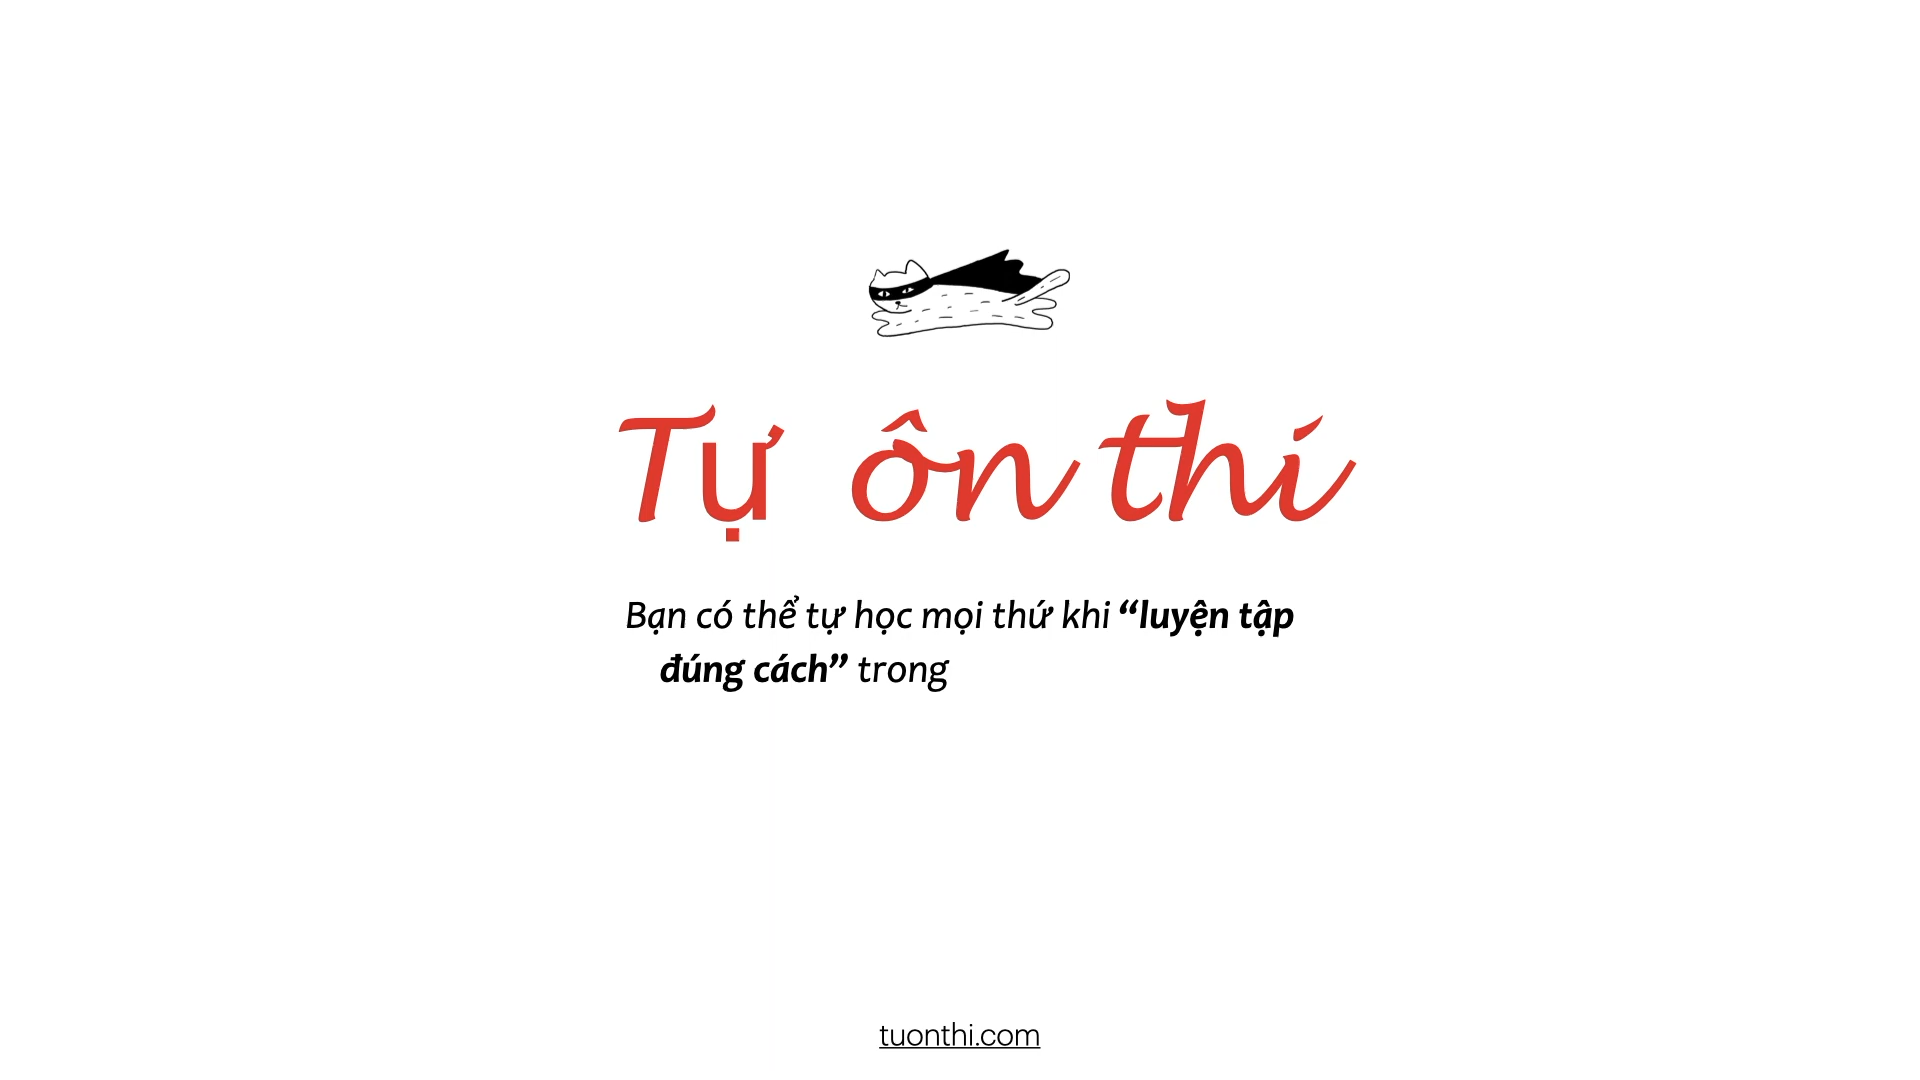 Tự ôn thi
Bạn có thể tự học mọi thứ khi “luyện tập
đúng cách” trong
tuonthi.com